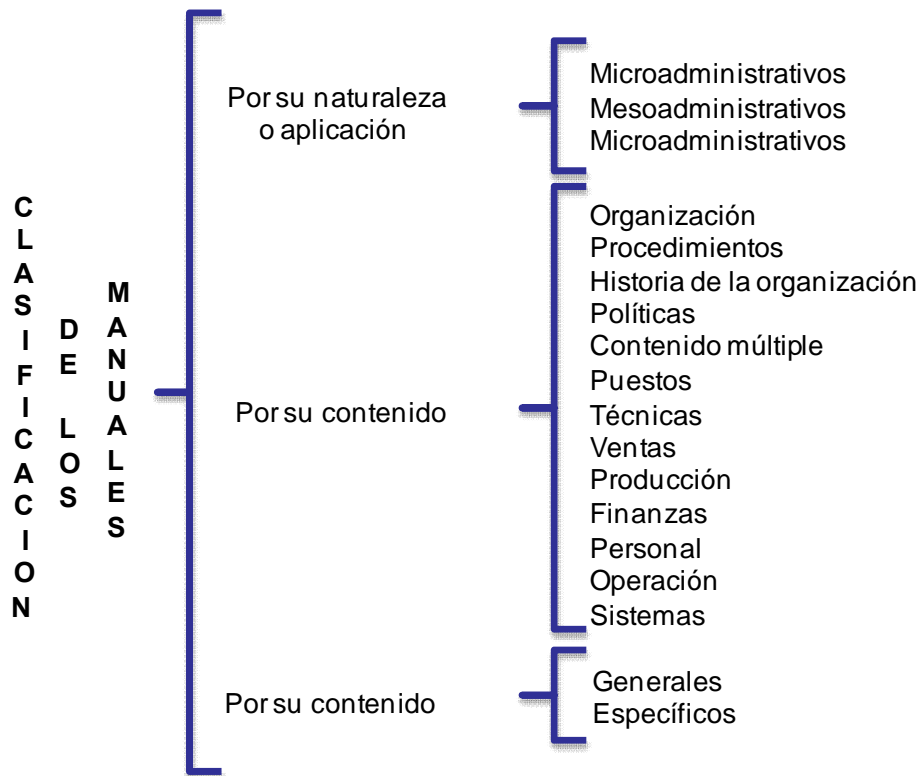 CLASIFICACION
DE LOS
MANUALES
Por su naturaleza
o aplicación
Microadministrativos
Mesoadministrativos
Microadministrativos
Por su contenido
Organización
Procedimientos
Historia de la organización
Políticas
Contenido múltiple
Puestos
Técnicas
Ventas
Producción
Finanzas
Personal
Operación
Sistemas
Por su contenido
Generales
Específicos